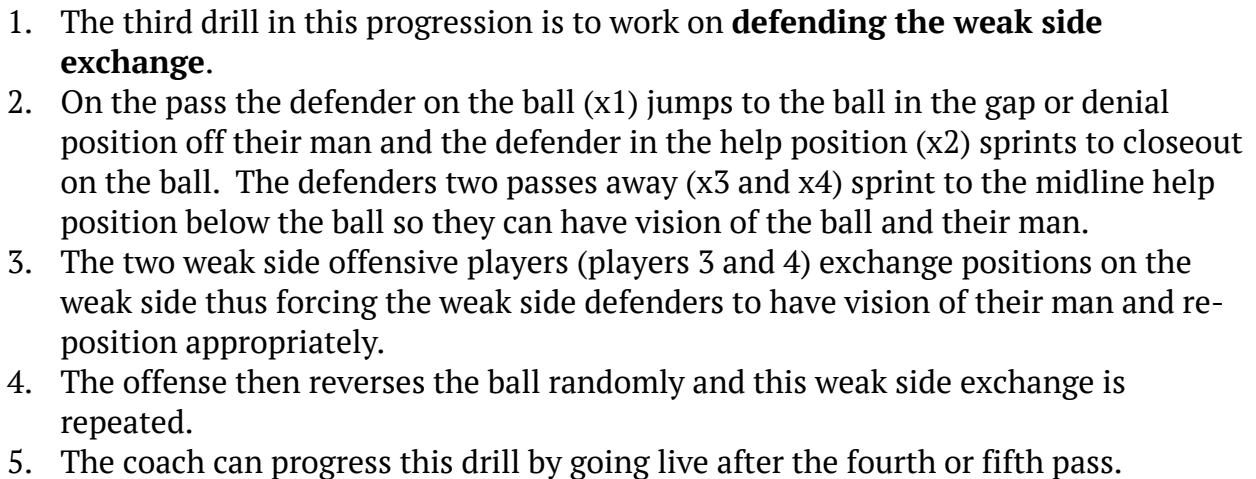 1. The third drill in this progression is to work on defending the weak side
exchange.
2. On the pass the defender on the ball (x1) jumps to the ball in the gap or denial
position off their man and the defender in the help position (x2) sprints to closeout
on the ball.  The defenders two passes away (x3 and x4) sprint to the midline help
position below the ball so they can have vision of the ball and their man.
3. The two weak side offensive players (players 3 and 4) exchange positions on the
weak side thus forcing the weak side defenders to have vision of their man and re-
position appropriately.
4. The offense then reverses the ball randomly and this weak side exchange is
repeated.
5. The coach can progress this drill by going live after the fourth or fifth pass.